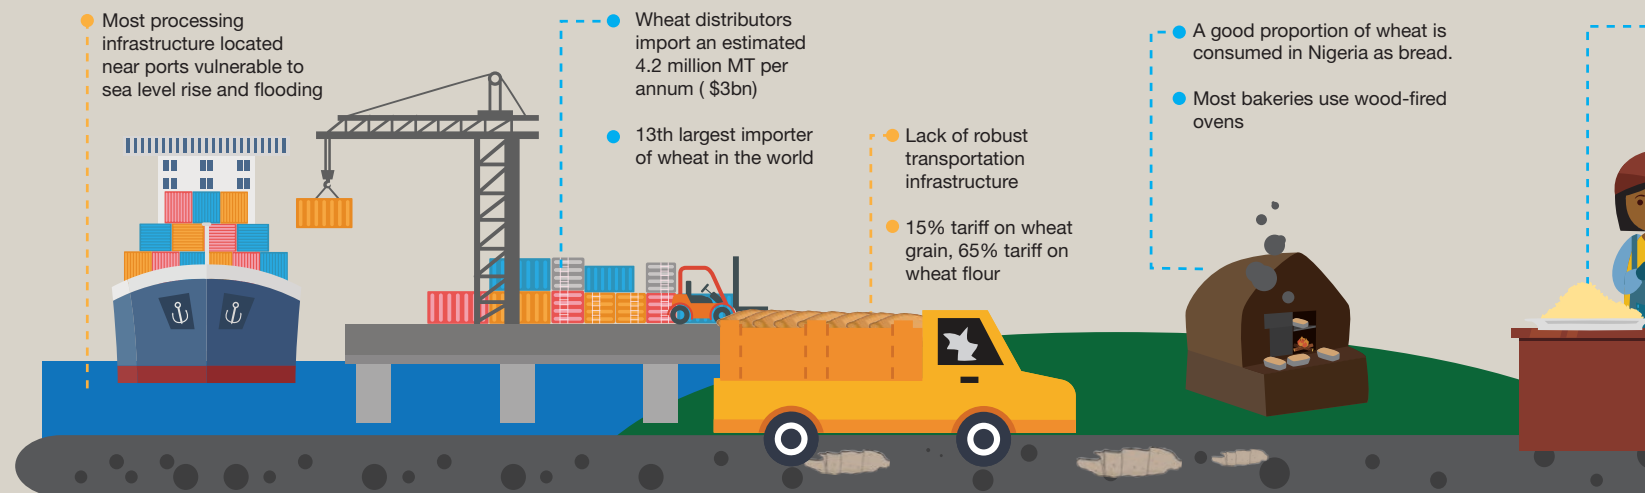 Most processing
infrastructure located
near ports vulnerable to
sea level rise and flooding
Wheat distributors
import an estimated
4.2 million MT per
annum ( $3bn)
13th largest importer
of wheat in the world
Lack of robust
transportation
infrastructure
15% tariff on wheat
grain, 65% tariff on
wheat flour
A good proportion of wheat is
consumed in Nigeria as bread.
Most bakeries use wood-fired
ovens